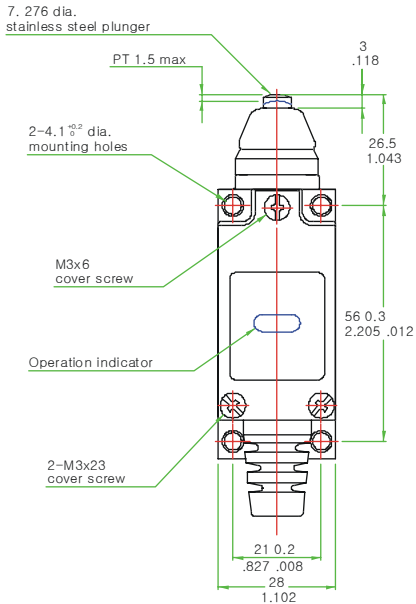 7. 276 dia.
stainless steel plunger
PT 1.5 max
3
.118
2-4.1 +0.2 0 dia.
mounting holes
26.5
1.043
M3x6
cover screw
56 0.3
2.205 .012
Operation indicator
2-M3x23
cover screw
21 0.2
.827 .008
28
1.102